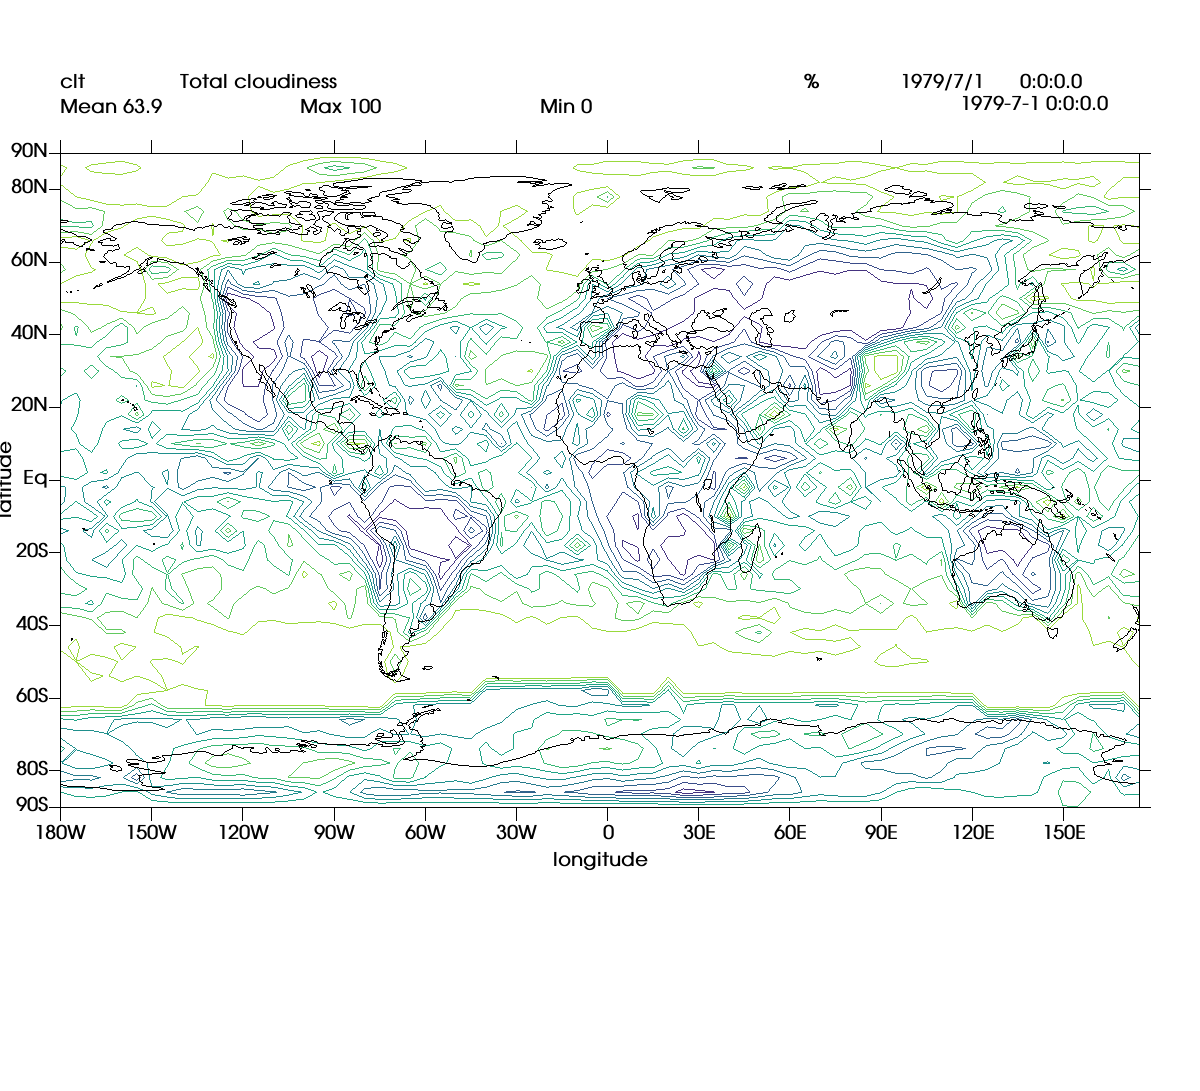 clt Total cloudiness % 1979/7/1 0:0:0.0
Mean 63.9 Max 100 Min 0 1979-7-1 0:0:0.0
90N
80N
60N
40N
20N
Eq
20S
40S
60S
80S
90S
latitude
180W 150W 120W 90W 60W 30W 0 30E 60E 90E 120E 150E
longitude